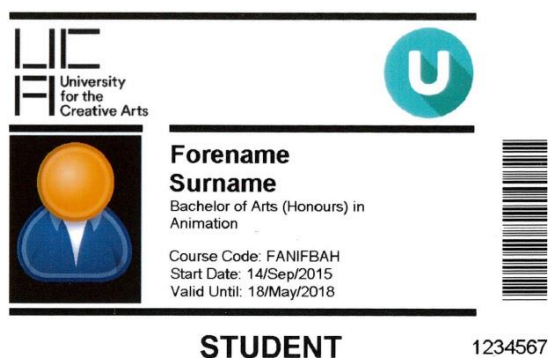 UC
A
University
for the
Creative Arts
U
Forename
Surname
Bachelor of Arts (Honours) in
Animation
Course Code: FANIFBAH
Start Date: 14/Sep/2015
Valid Until: 18/May/2018
STUDENT
1234567